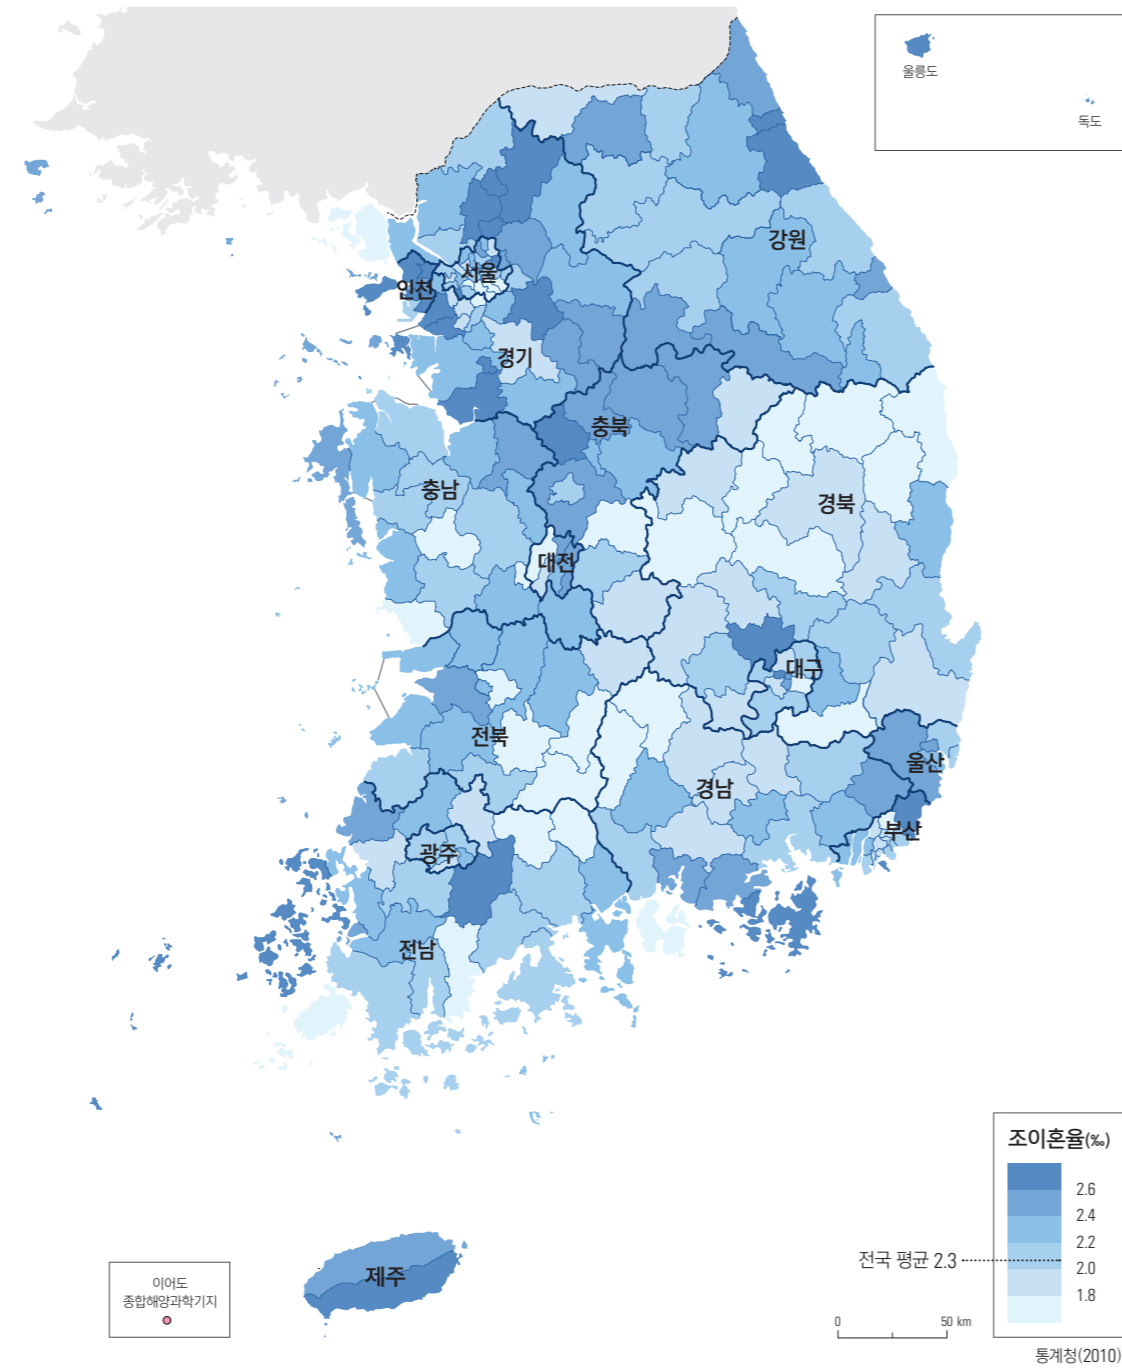 울릉도
독도
강원
서울
인천
경기
충북
충남
경북
대전
대구
전북
울산
경남
부산
광주
전남
제주
조이혼율(‰)
2.6
2.4
2.2
전국 평균 2.3
2.0
1.8
이어도
종합해양과학기지
0 50 km
통계청(2010)